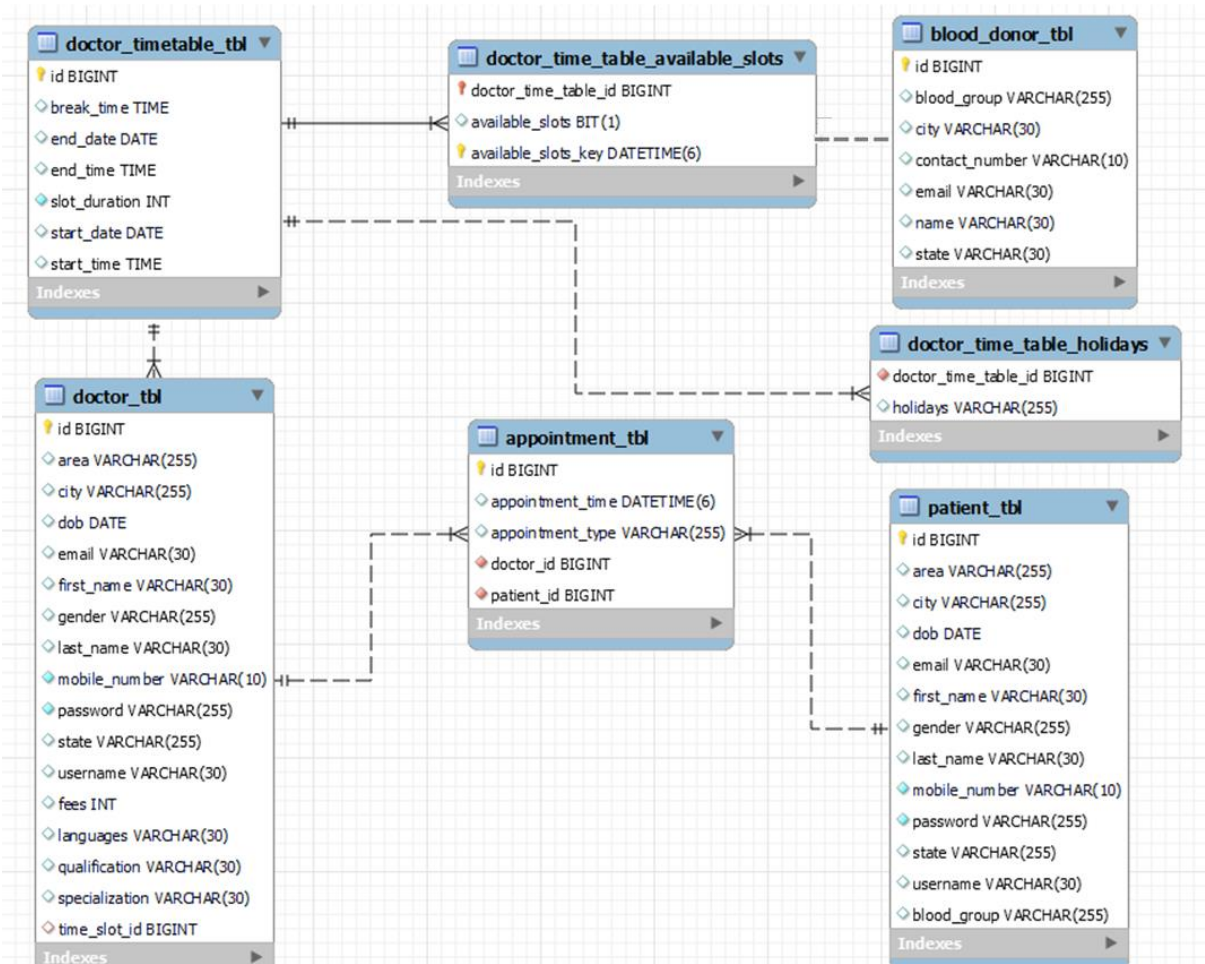 doctor_timetable_tbl
id BIGINT
break_time TIME
end_date DATE
end_time TIME
slot_duration INT
start_date DATE
start_time TIME
Indexes
doctor_time_table_available_slots
doctor_time_table_id BIGINT
available_slots BIT(1)
available_slots_key DATETIME(6)
Indexes
blood_donor_tbl
id BIGINT
blood_group VARCHAR(255)
city VARCHAR(30)
contact_number VARCHAR(10)
email VARCHAR(30)
name VARCHAR(30)
state VARCHAR(30)
Indexes
doctor_time_table_holidays
doctor_time_table_id BIGINT
holidays VARCHAR(255)
Indexes
doctor_tbl
id BIGINT
area VARCHAR(255)
city VARCHAR(255)
dob DATE
email VARCHAR(30)
first_name VARCHAR(30)
gender VARCHAR(255)
last_name VARCHAR(30)
mobile_number VARCHAR(10)
password VARCHAR(255)
state VARCHAR(255)
username VARCHAR(30)
fees INT
languages VARCHAR(30)
qualification VARCHAR(30)
specialization VARCHAR(30)
time_slot_id BIGINT
Indexes
appointment_tbl
id BIGINT
appointment_time DATETIME(6)
appointment_type VARCHAR(255)
doctor_id BIGINT
patient_id BIGINT
Indexes
patient_tbl
id BIGINT
area VARCHAR(255)
city VARCHAR(255)
dob DATE
email VARCHAR(30)
first_name VARCHAR(30)
gender VARCHAR(255)
last_name VARCHAR(30)
mobile_number VARCHAR(10)
password VARCHAR(255)
state VARCHAR(255)
username VARCHAR(30)
blood_group VARCHAR(255)
Indexes